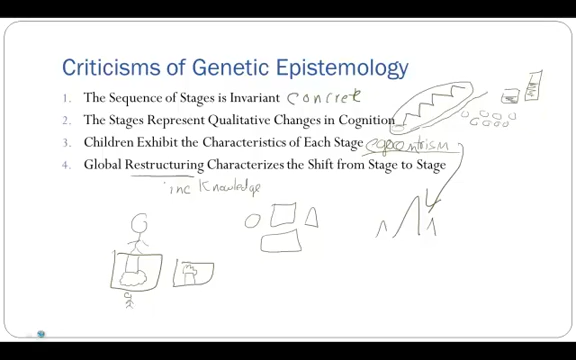 Criticisms of Genetic Epistemology
1. The Sequence of Stages is Invariant Concret
2. The Stages Represent Qualitative Changes in Cognition
3. Children Exhibit the Characteristics of Each Stage egocentrism
4. Global Restructuring Characterizes the Shift from Stage to Stage
inc Knowledge